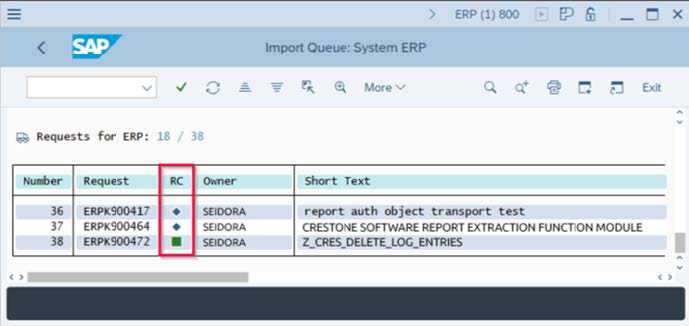 ERP (1) 800
SAP
Import Queue: System ERP
More
Exit
Requests for ERP: 18 / 38
Number Request RC Owner Short Text
36 ERPK900417 SEIDORA report auth object transport test
37 ERPK900464 SEIDORA CRESTONE SOFTWARE REPORT EXTRACTION FUNCTION MODULE
38 ERPK900472 SEIDORA Z_CRES_DELETE_LOG_ENTRIES